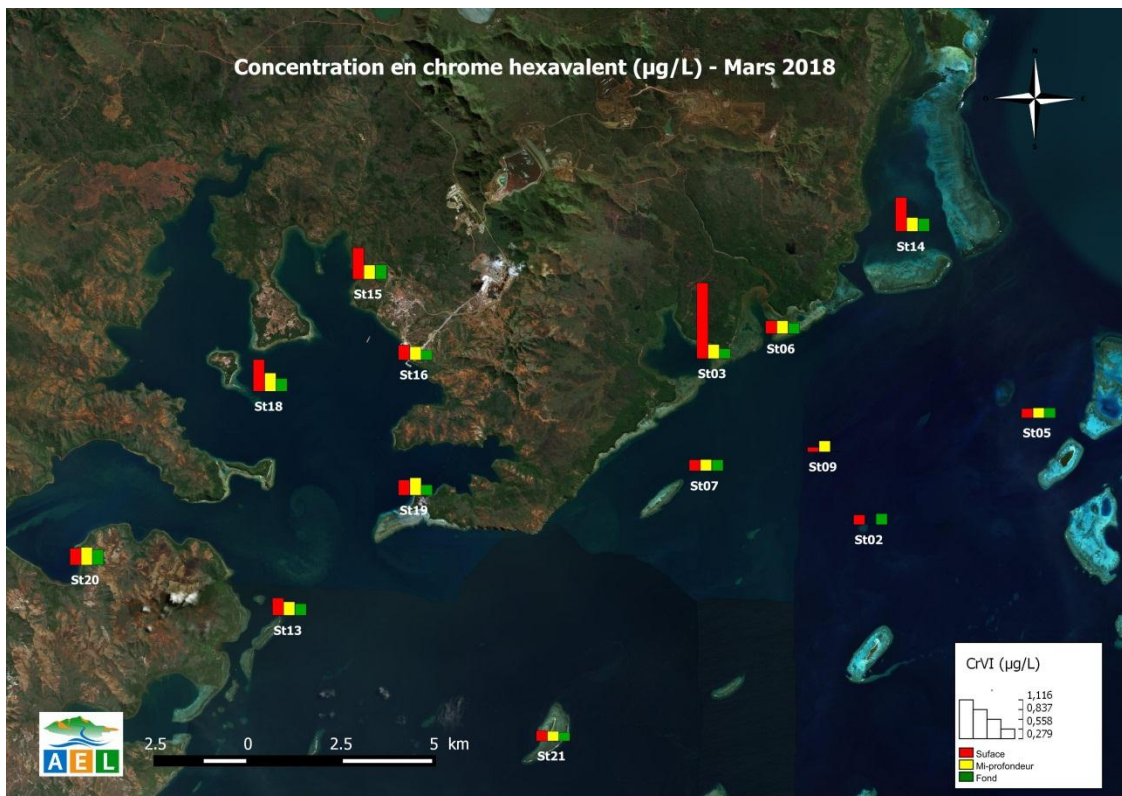 Concentration en chrome hexavalent (µg/L) - Mars 2018
St14
St15
St16
St03
St06
St18
St05
St09
St07
St19
St02
St20
St13
St21
CrVI (µg/L)
1,116
0,837
0,558
0,279
Suface
Mi-profondeur
Fond
AEL
2.5 0 2.5 5 km